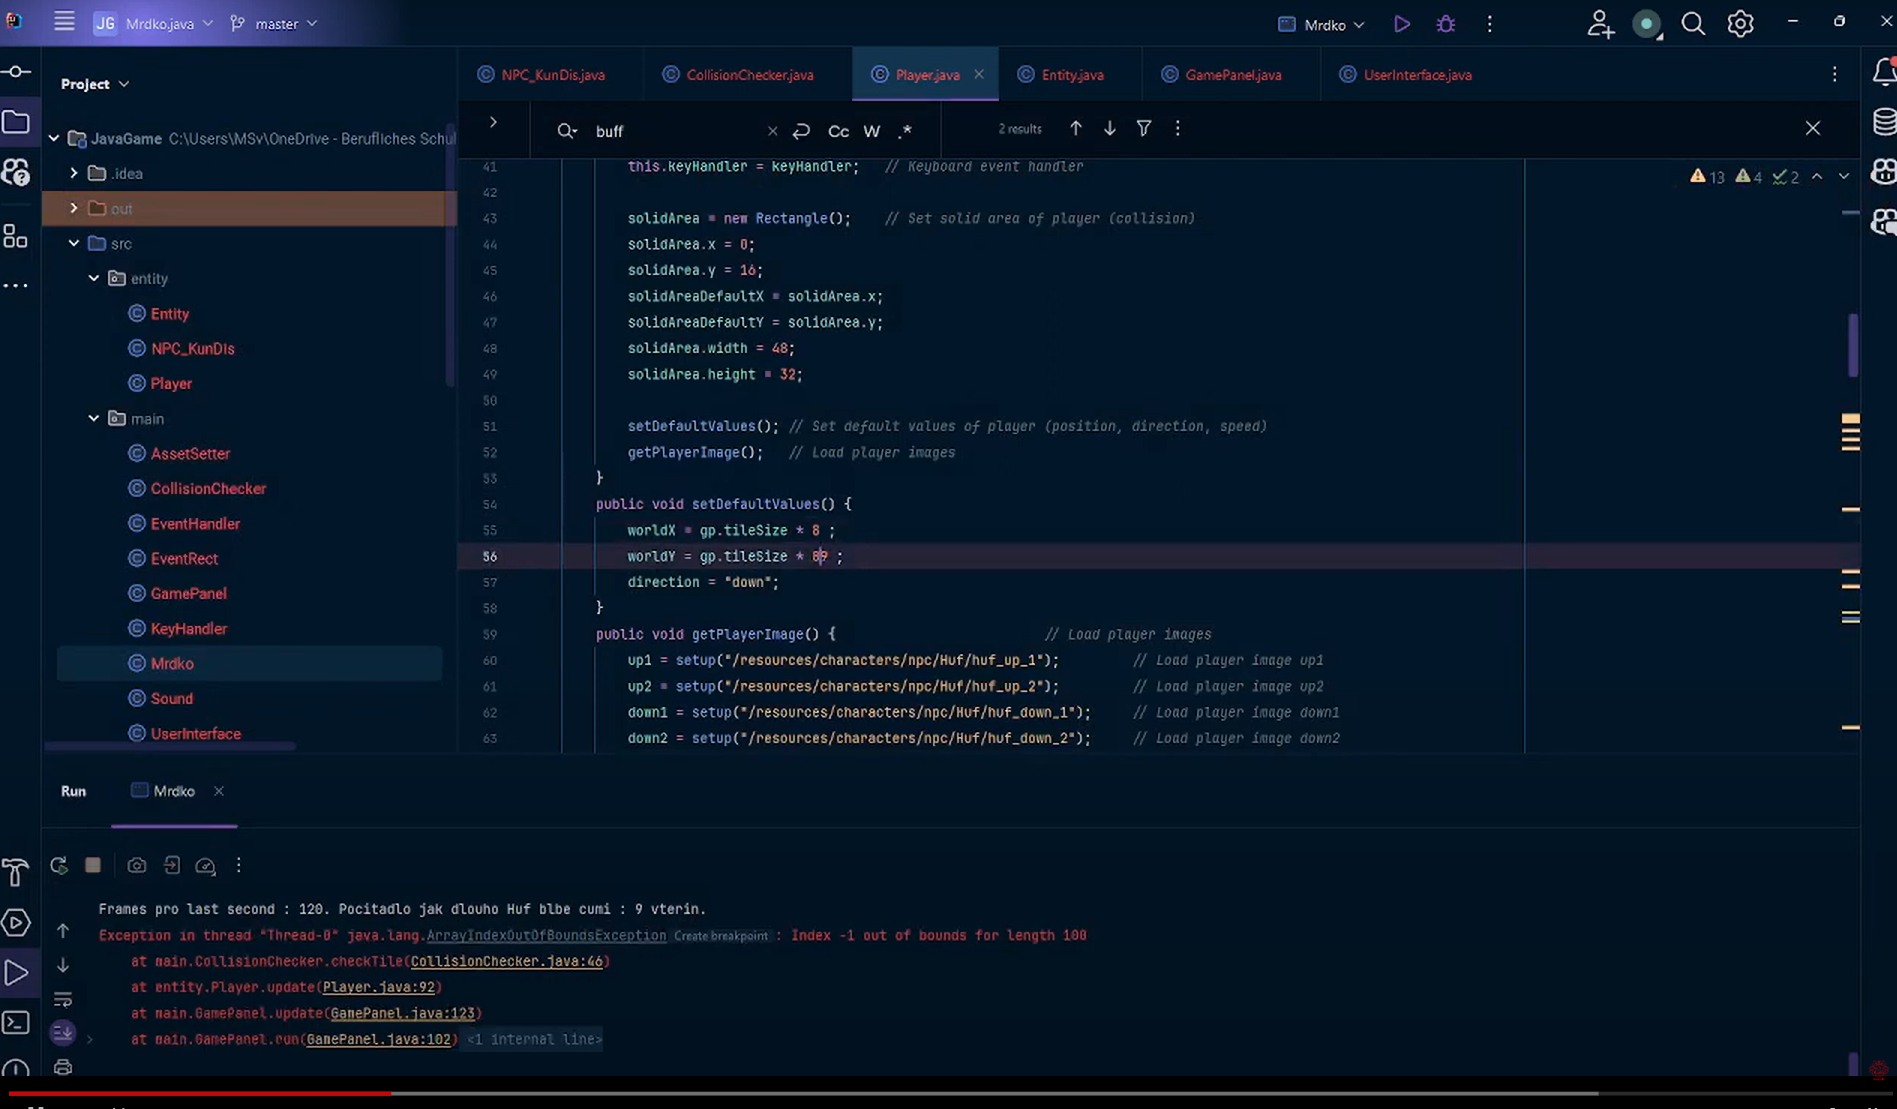 JG Mrdko.java master Mrdko
Project
JavaGame C:\Users\MSv\OneDrive - Berufliches Schul
.idea
out
src
entity
Entity
NPC_KunDis
Player
main
AssetSetter
CollisionChecker
EventHandler
EventRect
GamePanel
KeyHandler
Mrdko
Sound
UserInterface
NPC_KunDis.java CollisionChecker.java Player.java Entity.java GamePanel.java UserInterface.java
buff Cc W .* 2 results
13 4 2
41 this.keyHandler = keyHandler; // Keyboard event handler
42
43 solidArea = new Rectangle(); // Set solid area of player (collision)
44 solidArea.x = 0;
45 solidArea.y = 16;
46 solidAreaDefaultX = solidArea.x;
47 solidAreaDefaultY = solidArea.y;
48 solidArea.width = 48;
49 solidArea.height = 32;
50
51 setDefaultValues(); // Set default values of player (position, direction, speed)
52 getPlayerImage(); // Load player images
53 }
54 public void setDefaultValues() {
55 worldX = gp.tileSize * 8 ;
56 worldY = gp.tileSize * 89 ;
57 direction = "down";
58 }
59 public void getPlayerImage() { // Load player images
60 up1 = setup("/resources/characters/npc/Huf/huf_up_1"); // Load player image up1
61 up2 = setup("/resources/characters/npc/Huf/huf_up_2"); // Load player image up2
62 down1 = setup("/resources/characters/npc/Huf/huf_down_1"); // Load player image down1
63 down2 = setup("/resources/characters/npc/Huf/huf_down_2"); // Load player image down2
Run Mrdko
Frames pro last second : 120. Pocitadlo jak dlouho Huf blbe cumi : 9 vterin.
Exception in thread "Thread-0" java.lang.ArrayIndexOutOfBoundsException Create breakpoint : Index -1 out of bounds for length 100
at main.CollisionChecker.checkTile(CollisionChecker.java:46)
at entity.Player.update(Player.java:92)
at main.GamePanel.update(GamePanel.java:123)
at main.GamePanel.run(GamePanel.java:102) <1 internal line>